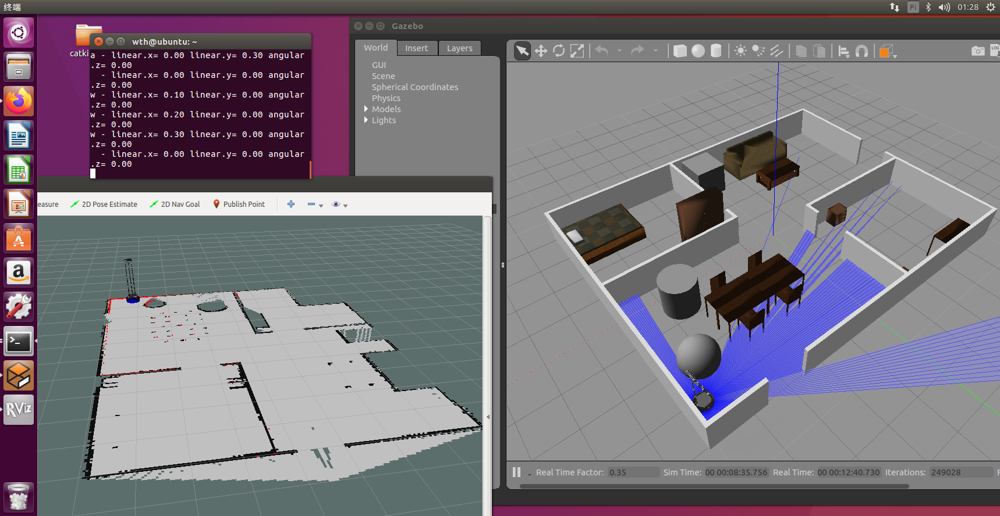 终端
Pi
01:28
catki
wth@ubuntu: ~
a - linear.x= 0.00 linear.y= 0.30 angular
.z= 0.00
- linear.x= 0.00 linear.y= 0.00 angular
.z= 0.00
w - linear.x= 0.10 linear.y= 0.00 angular
.z= 0.00
w - linear.x= 0.20 linear.y= 0.00 angular
.z= 0.00
w - linear.x= 0.30 linear.y= 0.00 angular
.z= 0.00
- linear.x= 0.00 linear.y= 0.00 angular
.z= 0.00
Gazebo
World Insert Layers
GUI
Scene
Spherical Coordinates
Physics
Models
Lights
LOG
easure 2D Pose Estimate 2D Nav Goal Publish Point
A
a
>_
RViz
Real Time Factor: 0.35 Sim Time: 00 00:08:35.756 Real Time: 00 00:12:40.730 Iterations: 249028 F